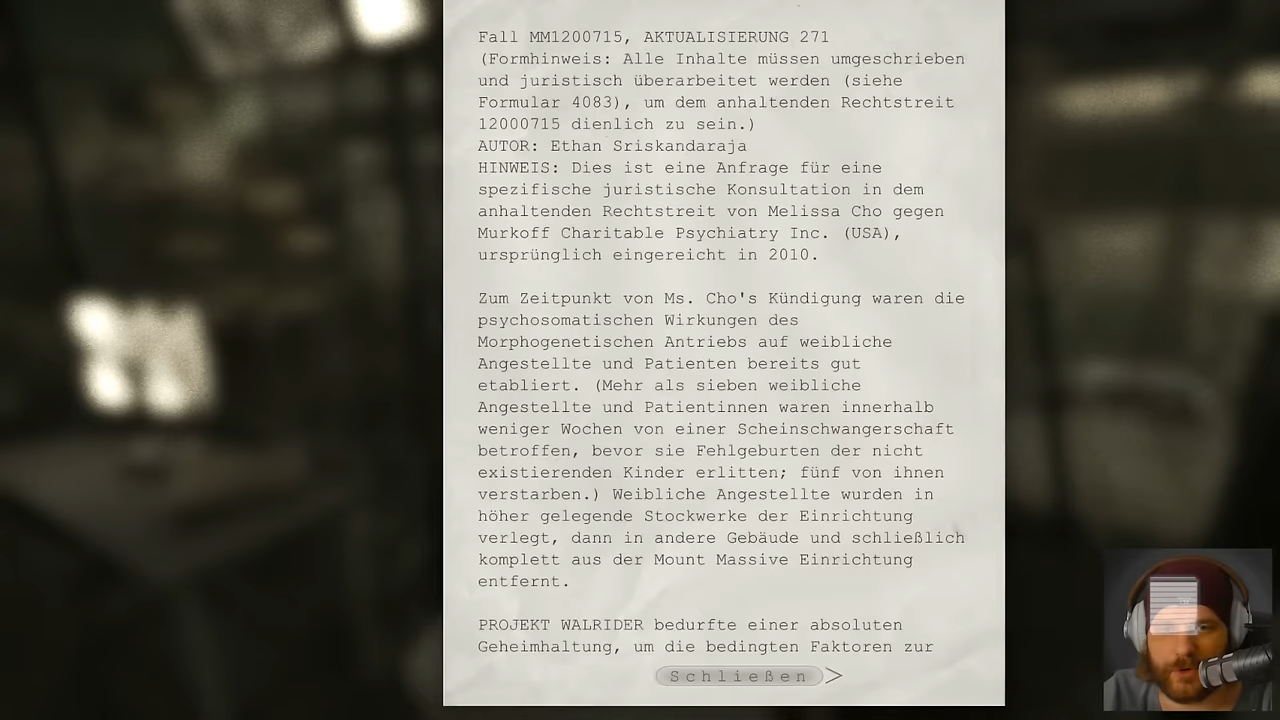 Fall MM1200715, AKTUALISIERUNG 271
(Formhinweis: Alle Inhalte müssen umgeschrieben
und juristisch überarbeitet werden (siehe
Formular 4083), um dem anhaltenden Rechtstreit
12000715 dienlich zu sein.)
AUTOR: Ethan Sriskandaraja
HINWEIS: Dies ist eine Anfrage für eine
spezifische juristische Konsultation in dem
anhaltenden Rechtstreit von Melissa Cho gegen
Murkoff Charitable Psychiatry Inc. (USA),
ursprünglich eingereicht in 2010.
Zum Zeitpunkt von Ms. Cho's Kündigung waren die
psychosomatischen Wirkungen des
Morphogenetischen Antriebs auf weibliche
Angestellte und Patienten bereits gut
etabliert. (Mehr als sieben weibliche
Angestellte und Patientinnen waren innerhalb
weniger Wochen von einer Scheinschwangerschaft
betroffen, bevor sie Fehlgeburten der nicht
existierenden Kinder erlitten; fünf von ihnen
verstarben.) Weibliche Angestellte wurden in
höher gelegende Stockwerke der Einrichtung
verlegt, dann in andere Gebäude und schließlich
komplett aus der Mount Massive Einrichtung
entfernt.
PROJEKT WALRIDER bedurfte einer absoluten
Geheimhaltung, um die bedingten Faktoren zur
Schließen >